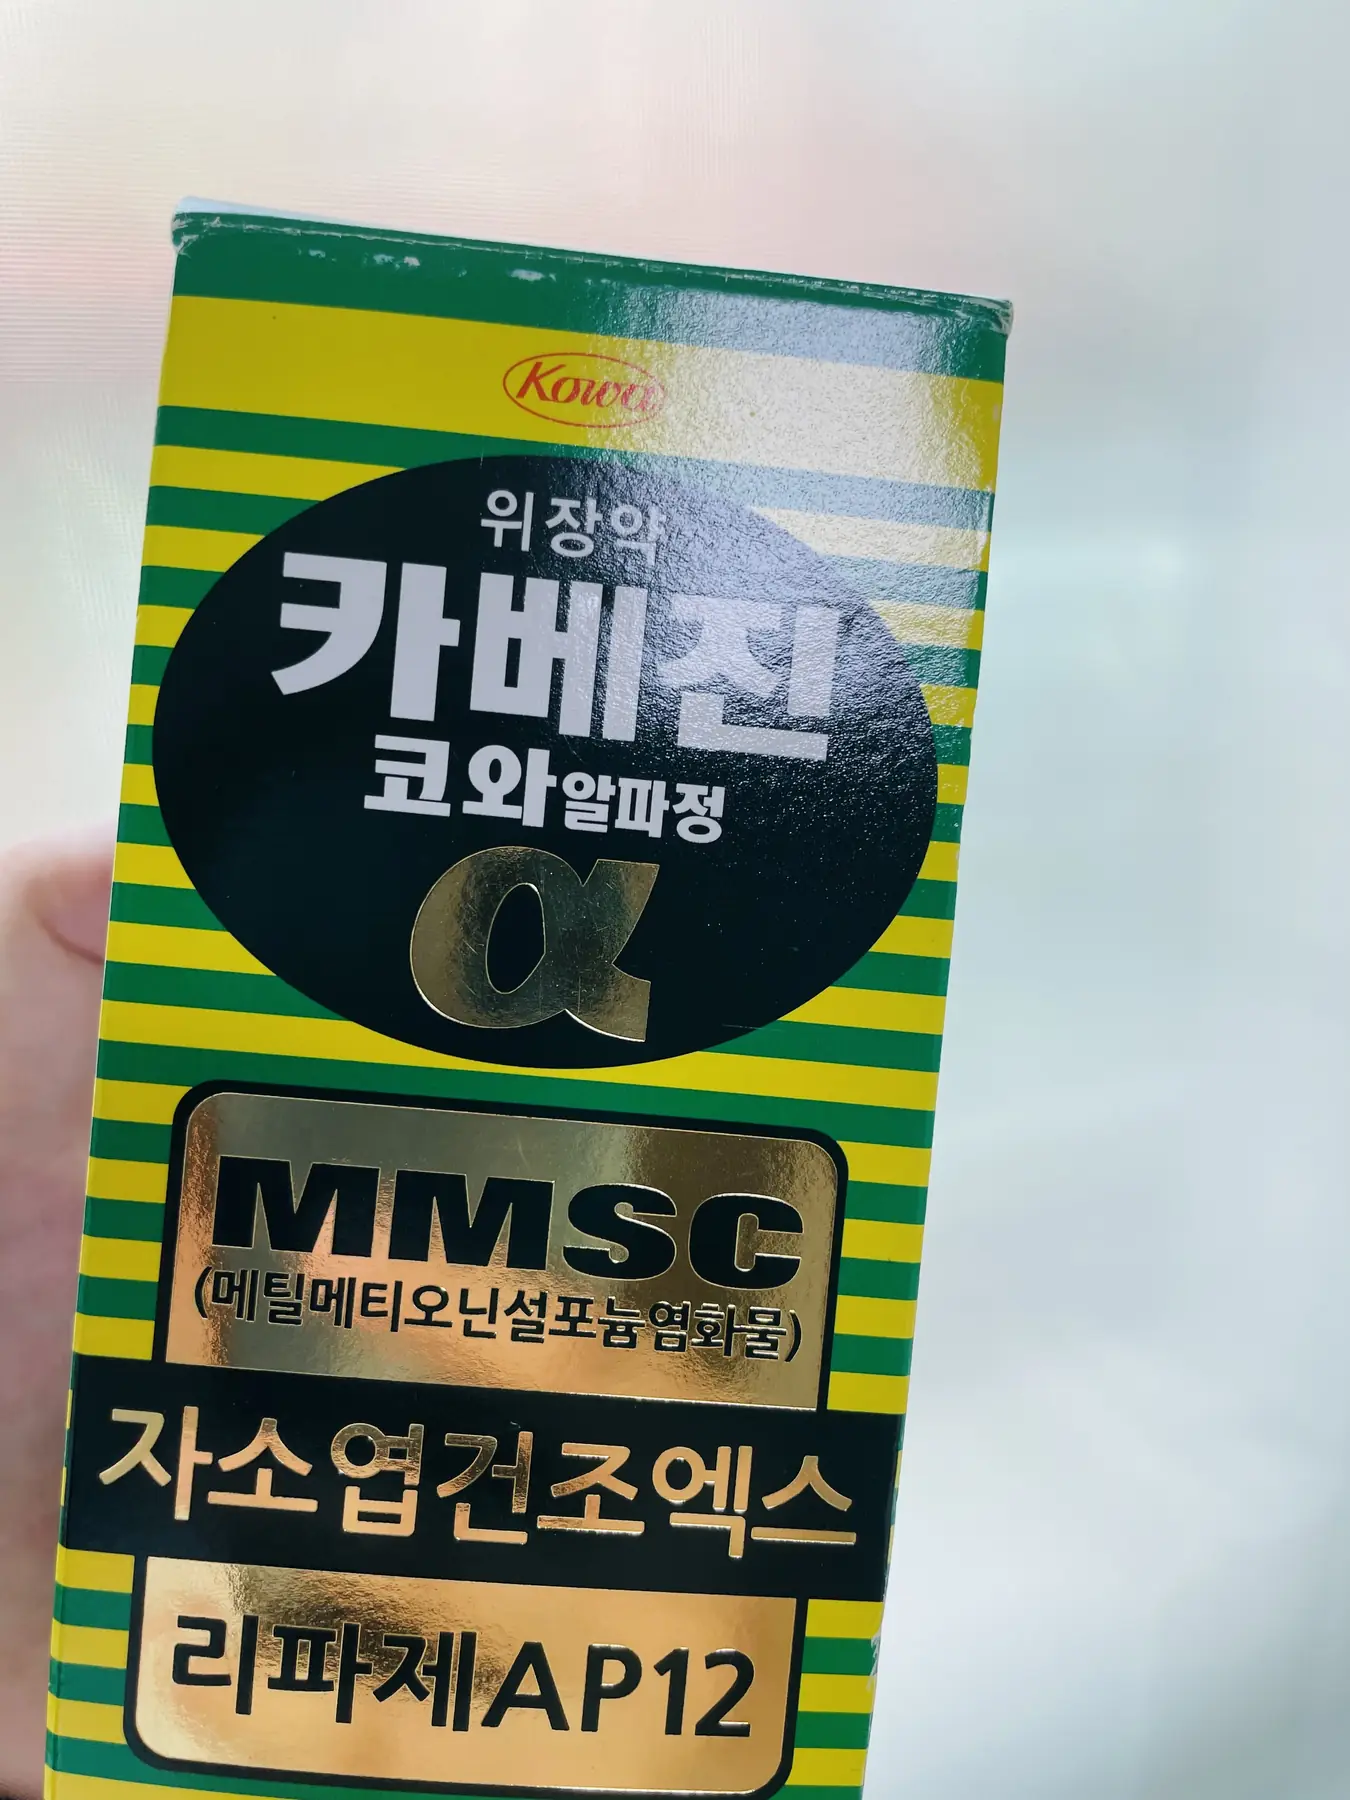 Kowa
위장약
카베진
코와알파정
α
MMSC
(메틸메티오닌설포늄염화물)
자소엽건조엑스
리파제AP12